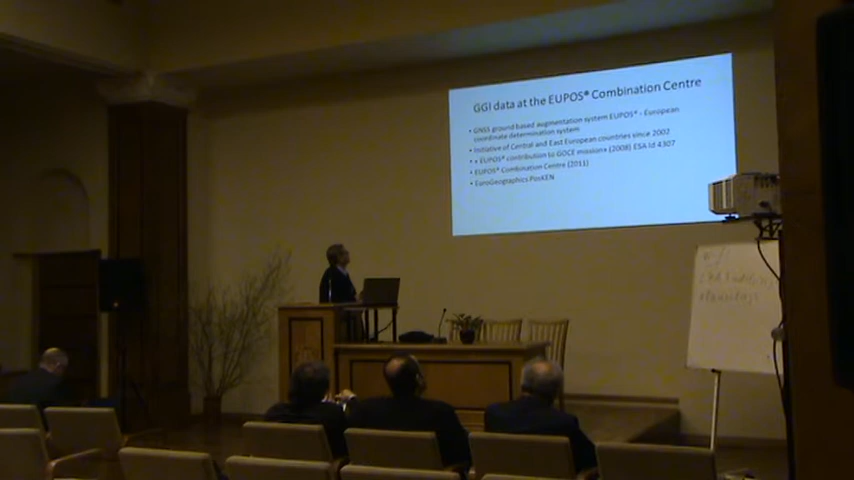 GGI data at the EUPOS® Combination Centre
• GNSS ground based augmentation system EUPOS® - European
coordinate determination system
• Initiative of Central and East European countries since 2002
• • EUPOS® contribution to GOCE mission• (2008) ESA Id 4307
• EUPOS® Combination Centre (2011)
• EuroGeographics PosKEN